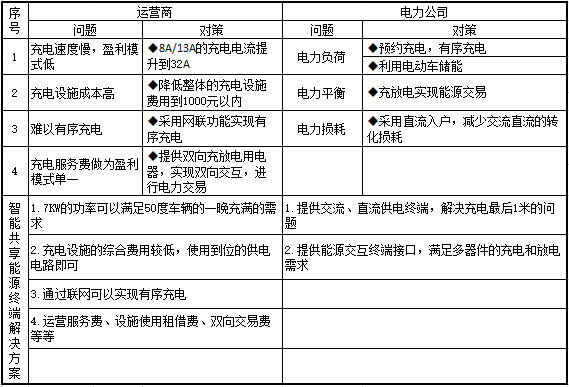 序号
运营商
电力公司
问题
对策
问题
对策
1
充电速度慢，盈利模式低
◆8A/13A的充电电流提升到32A
电力负荷
◆预约充电，有序充电
◆利用电动车储能
2
充电设施成本高
◆降低整体的充电设施费用到1000元以内
电力平衡
◆充放电实现能源交易
3
难以有序充电
◆采用网联功能实现有序充电
电力损耗
◆采用直流入户，减少交流直流的转化损耗
4
充电服务费做为盈利模式单一
◆提供双向充放电用电器，实现双向交互，进行电力交易
智能共享能源终端解决方案
1.7KW的功率可以满足50度车辆的一晚充满的需求
1.提供交流、直流供电终端，解决充电最后1米的问题
2.充电设施的综合费用较低，使用到位的供电电路即可
2.提供能源交互终端接口，满足多器件的充电和放电需求
3.通过联网可以实现有序充电
4.运营服务费、设施使用租借费、双向交易费等等